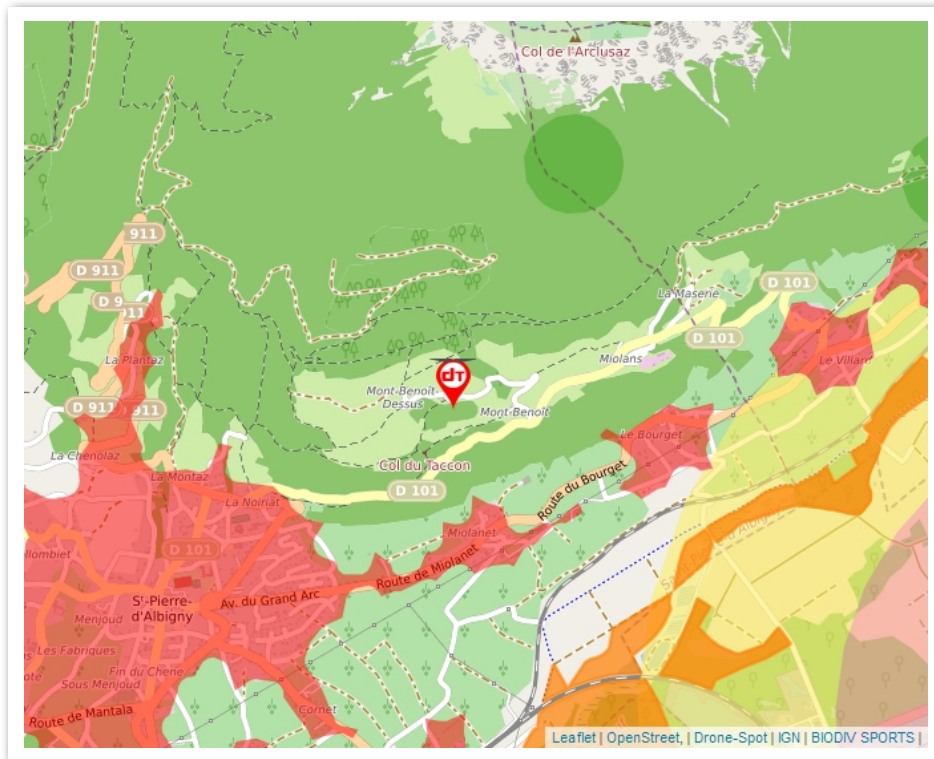 Col de l'Arclusaz
911
D 911
D 9
911
La Maserie
D 101
D 101
La Plantaz
Miolans
Le Villard
dT
Mont-Benoît-
Dessus
Mont-Benoît
D 911
911
Le Bourget
La Chenolaz
Col du Taccon
La Montaz
D 101
Route du Bourget
La Noiriat
Miolanet
D 101
Route de Miolanet
St-Pierre-
d'Albigny
Av. du Grand Arc
Menjoud
Les Fabriques
Fin du Chene
Sous Menjoud
Cornet
Route de Mantala
Leaflet | OpenStreet, | Drone-Spot | IGN | BIODIV SPORTS |